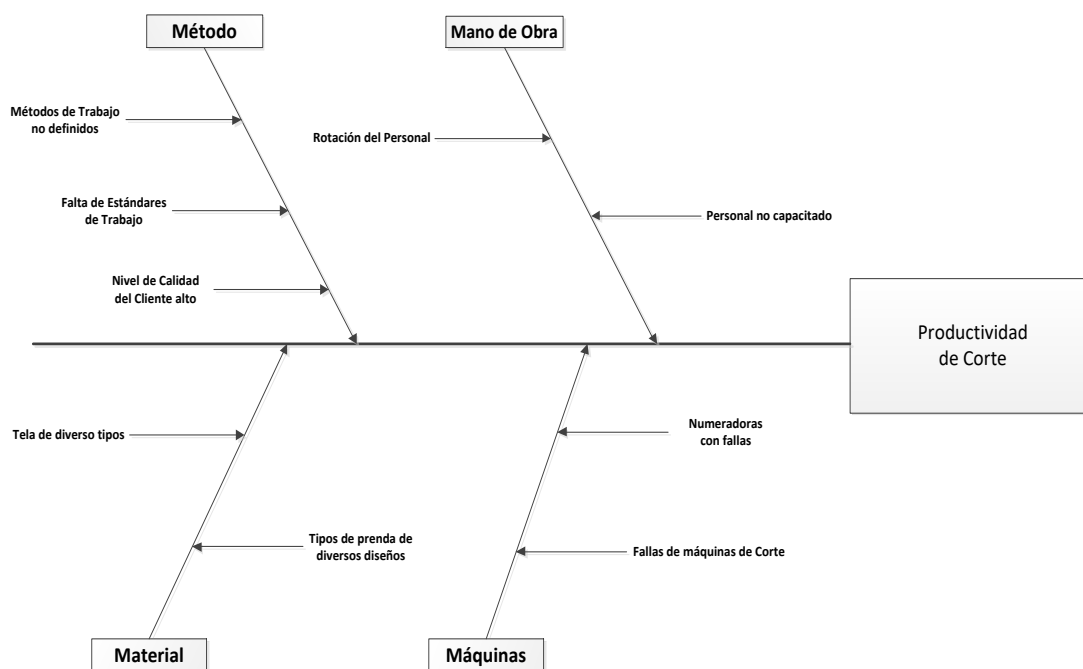 Método
Mano de Obra
Métodos de Trabajo
no definidos
Rotación del Personal
Falta de Estándares
de Trabajo
Personal no capacitado
Nivel de Calidad
del Cliente alto
Productividad
de Corte
Tela de diverso tipos
Numeradoras
con fallas
Tipos de prenda de
diversos diseños
Fallas de máquinas de Corte
Material
Máquinas